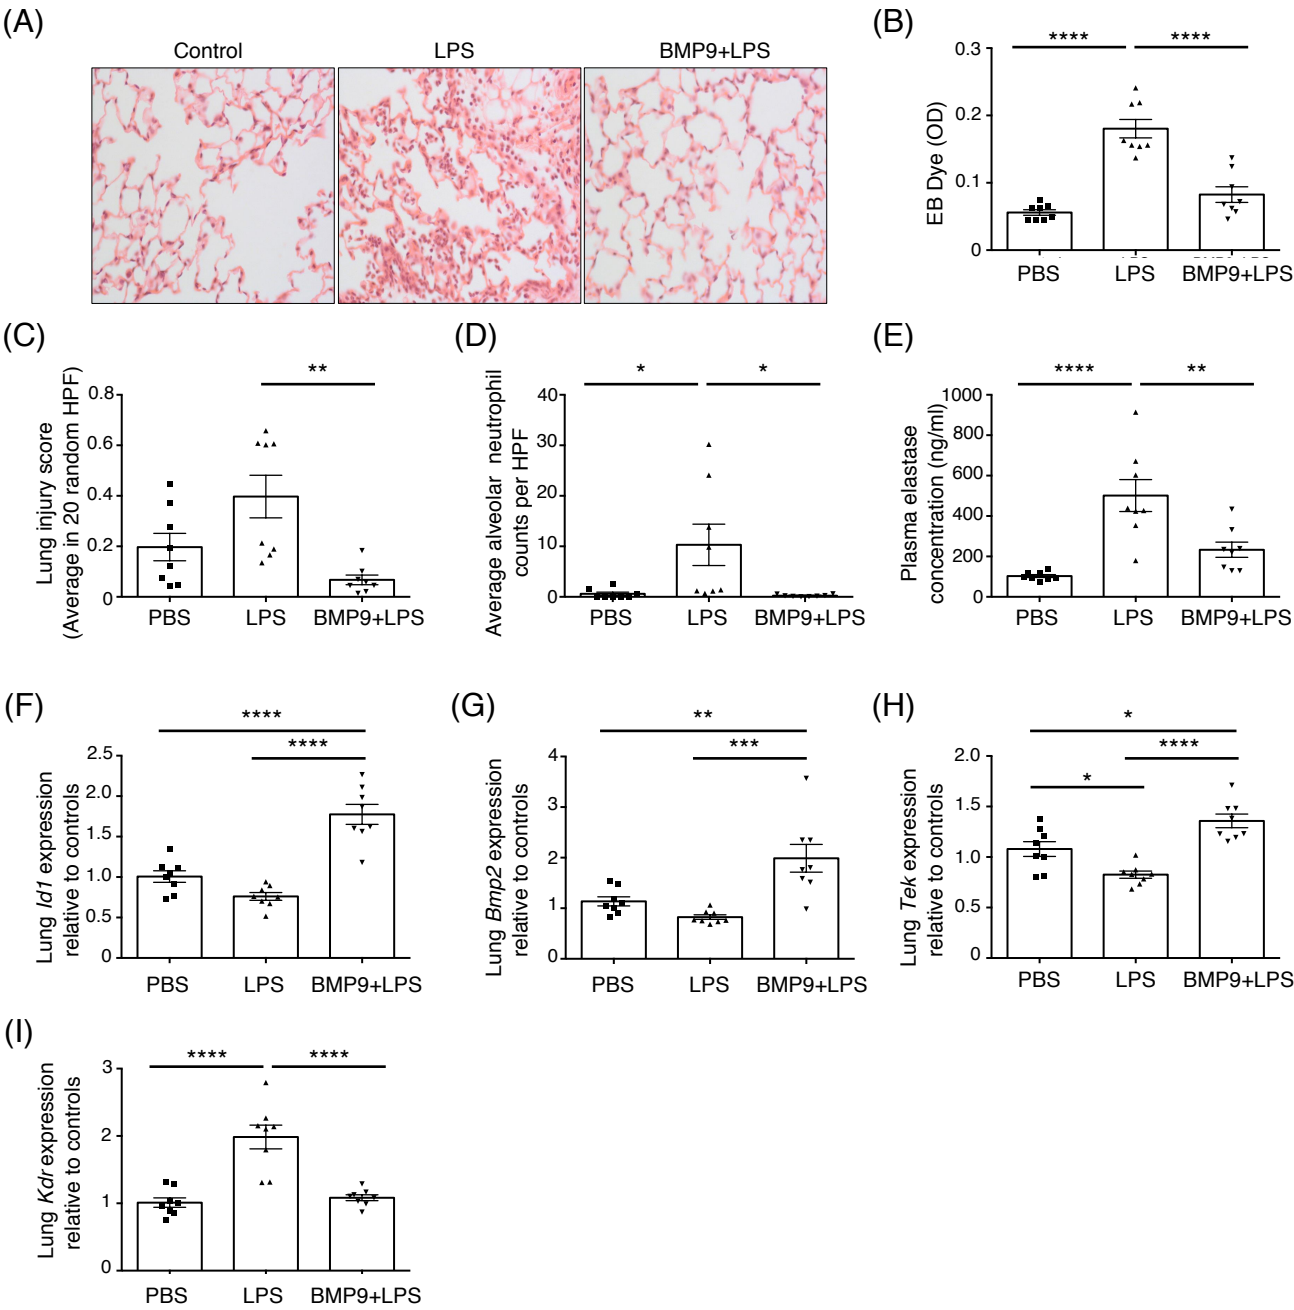 (A)
Control
LPS
BMP9+LPS
(B)
****
****
EB Dye (OD)
0.3
0.2
0.1
0
PBS
LPS
BMP9+LPS
(C)
**
Lung injury score
(Average in 20 random HPF)
0.8
0.6
0.4
0.2
0
PBS
LPS
BMP9+LPS
(D)
*
*
Average alveolar neutrophil
counts per HPF
40
30
20
10
0
PBS
LPS
BMP9+LPS
(E)
****
**
Plasma elastase
concentration (ng/ml)
1000
800
600
400
200
0
PBS
LPS
BMP9+LPS
(F)
****
****
Lung Id1 expression
relative to controls
2.5
2.0
1.5
1.0
0.5
0
PBS
LPS
BMP9+LPS
(G)
**
***
Lung Bmp2 expression
relative to controls
4
3
2
1
0
PBS
LPS
BMP9+LPS
(H)
*
****
*
Lung Tek expression
relative to controls
2.0
1.5
1.0
0.5
0
PBS
LPS
BMP9+LPS
(I)
****
****
Lung Kdr expression
relative to controls
3
2
1
0
PBS
LPS
BMP9+LPS